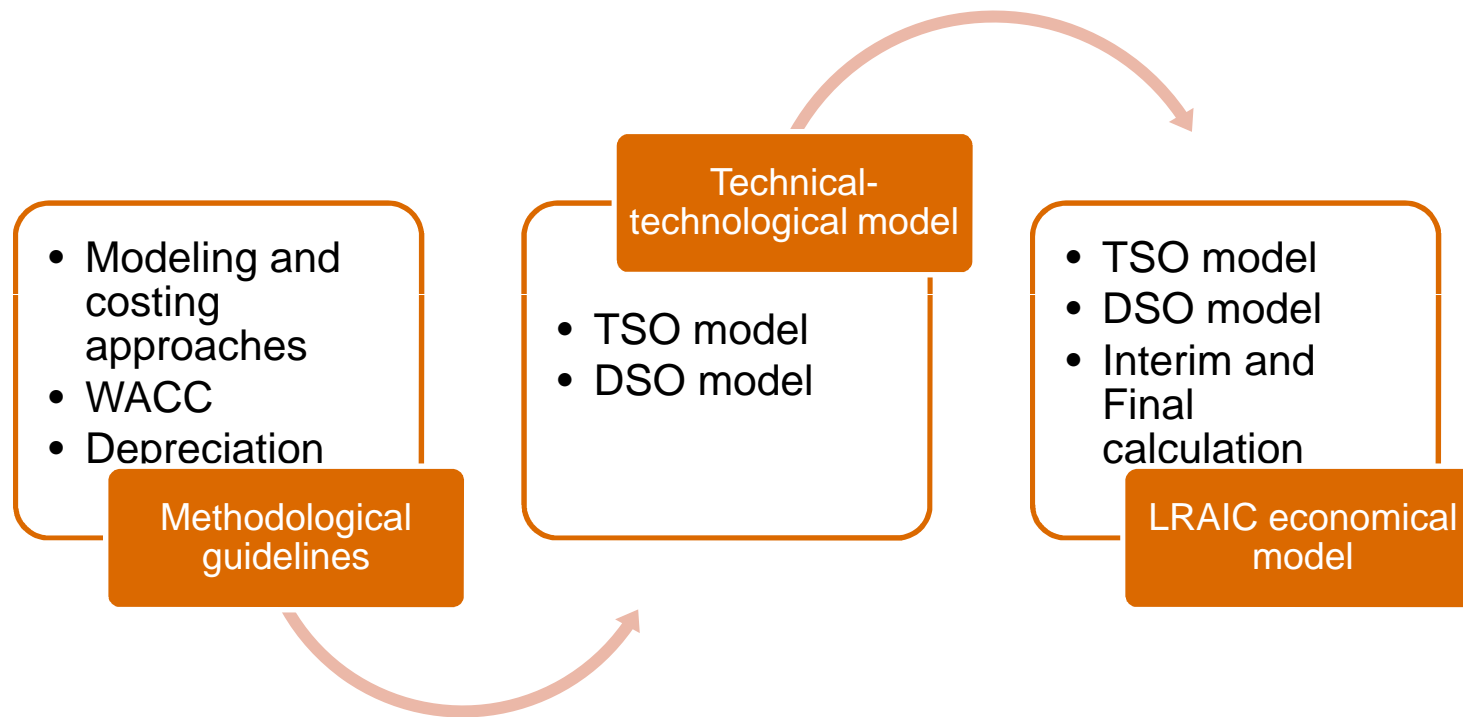 • Modeling and
costing
approaches
• WACC
• Depreciation
Methodological
guidelines
Technical-
technological model
• TSO model
• DSO model
• TSO model
• DSO model
• Interim and
Final
calculation
LRAIC economical
model